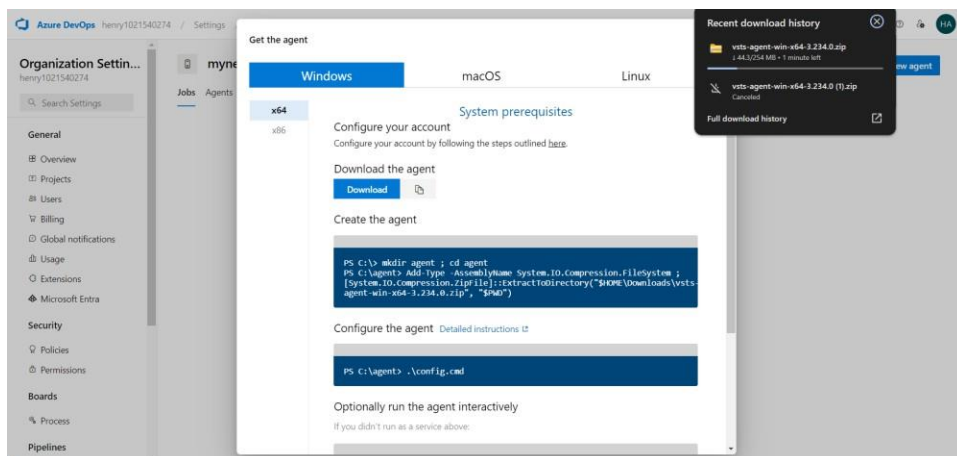 Azure DevOps henry1021540274 / Settings
Organization Settin...
henry1021540274
Search Settings
General
Overview
Projects
Users
Billing
Global notifications
Usage
Extensions
Microsoft Entra
Security
Policies
Permissions
Boards
Process
Pipelines
myne
Jobs Agents
Get the agent
Windows macOS Linux
x64
x86
System prerequisites
Configure your account
Configure your account by following the steps outlined here.
Download the agent
Download
Create the agent
PS C:\> mkdir agent ; cd agent
PS C:\agent> Add-Type -AssemblyName System.IO.Compression.FileSystem ;
[System.IO.Compression.ZipFile]::ExtractToDirectory("$HOME\Downloads\vsts-
agent-win-x64-3.234.0.zip", "$PWD")
Configure the agent Detailed instructions
PS C:\agent> .\config.cmd
Optionally run the agent interactively
If you didn't run as a service above:
Recent download history
vsts-agent-win-x64-3.234.0.zip
↓ 44.3/254 MB • 1 minute left
vsts-agent-win-x64-3.234.0 (1).zip
Canceled
Full download history
HA
ew agent